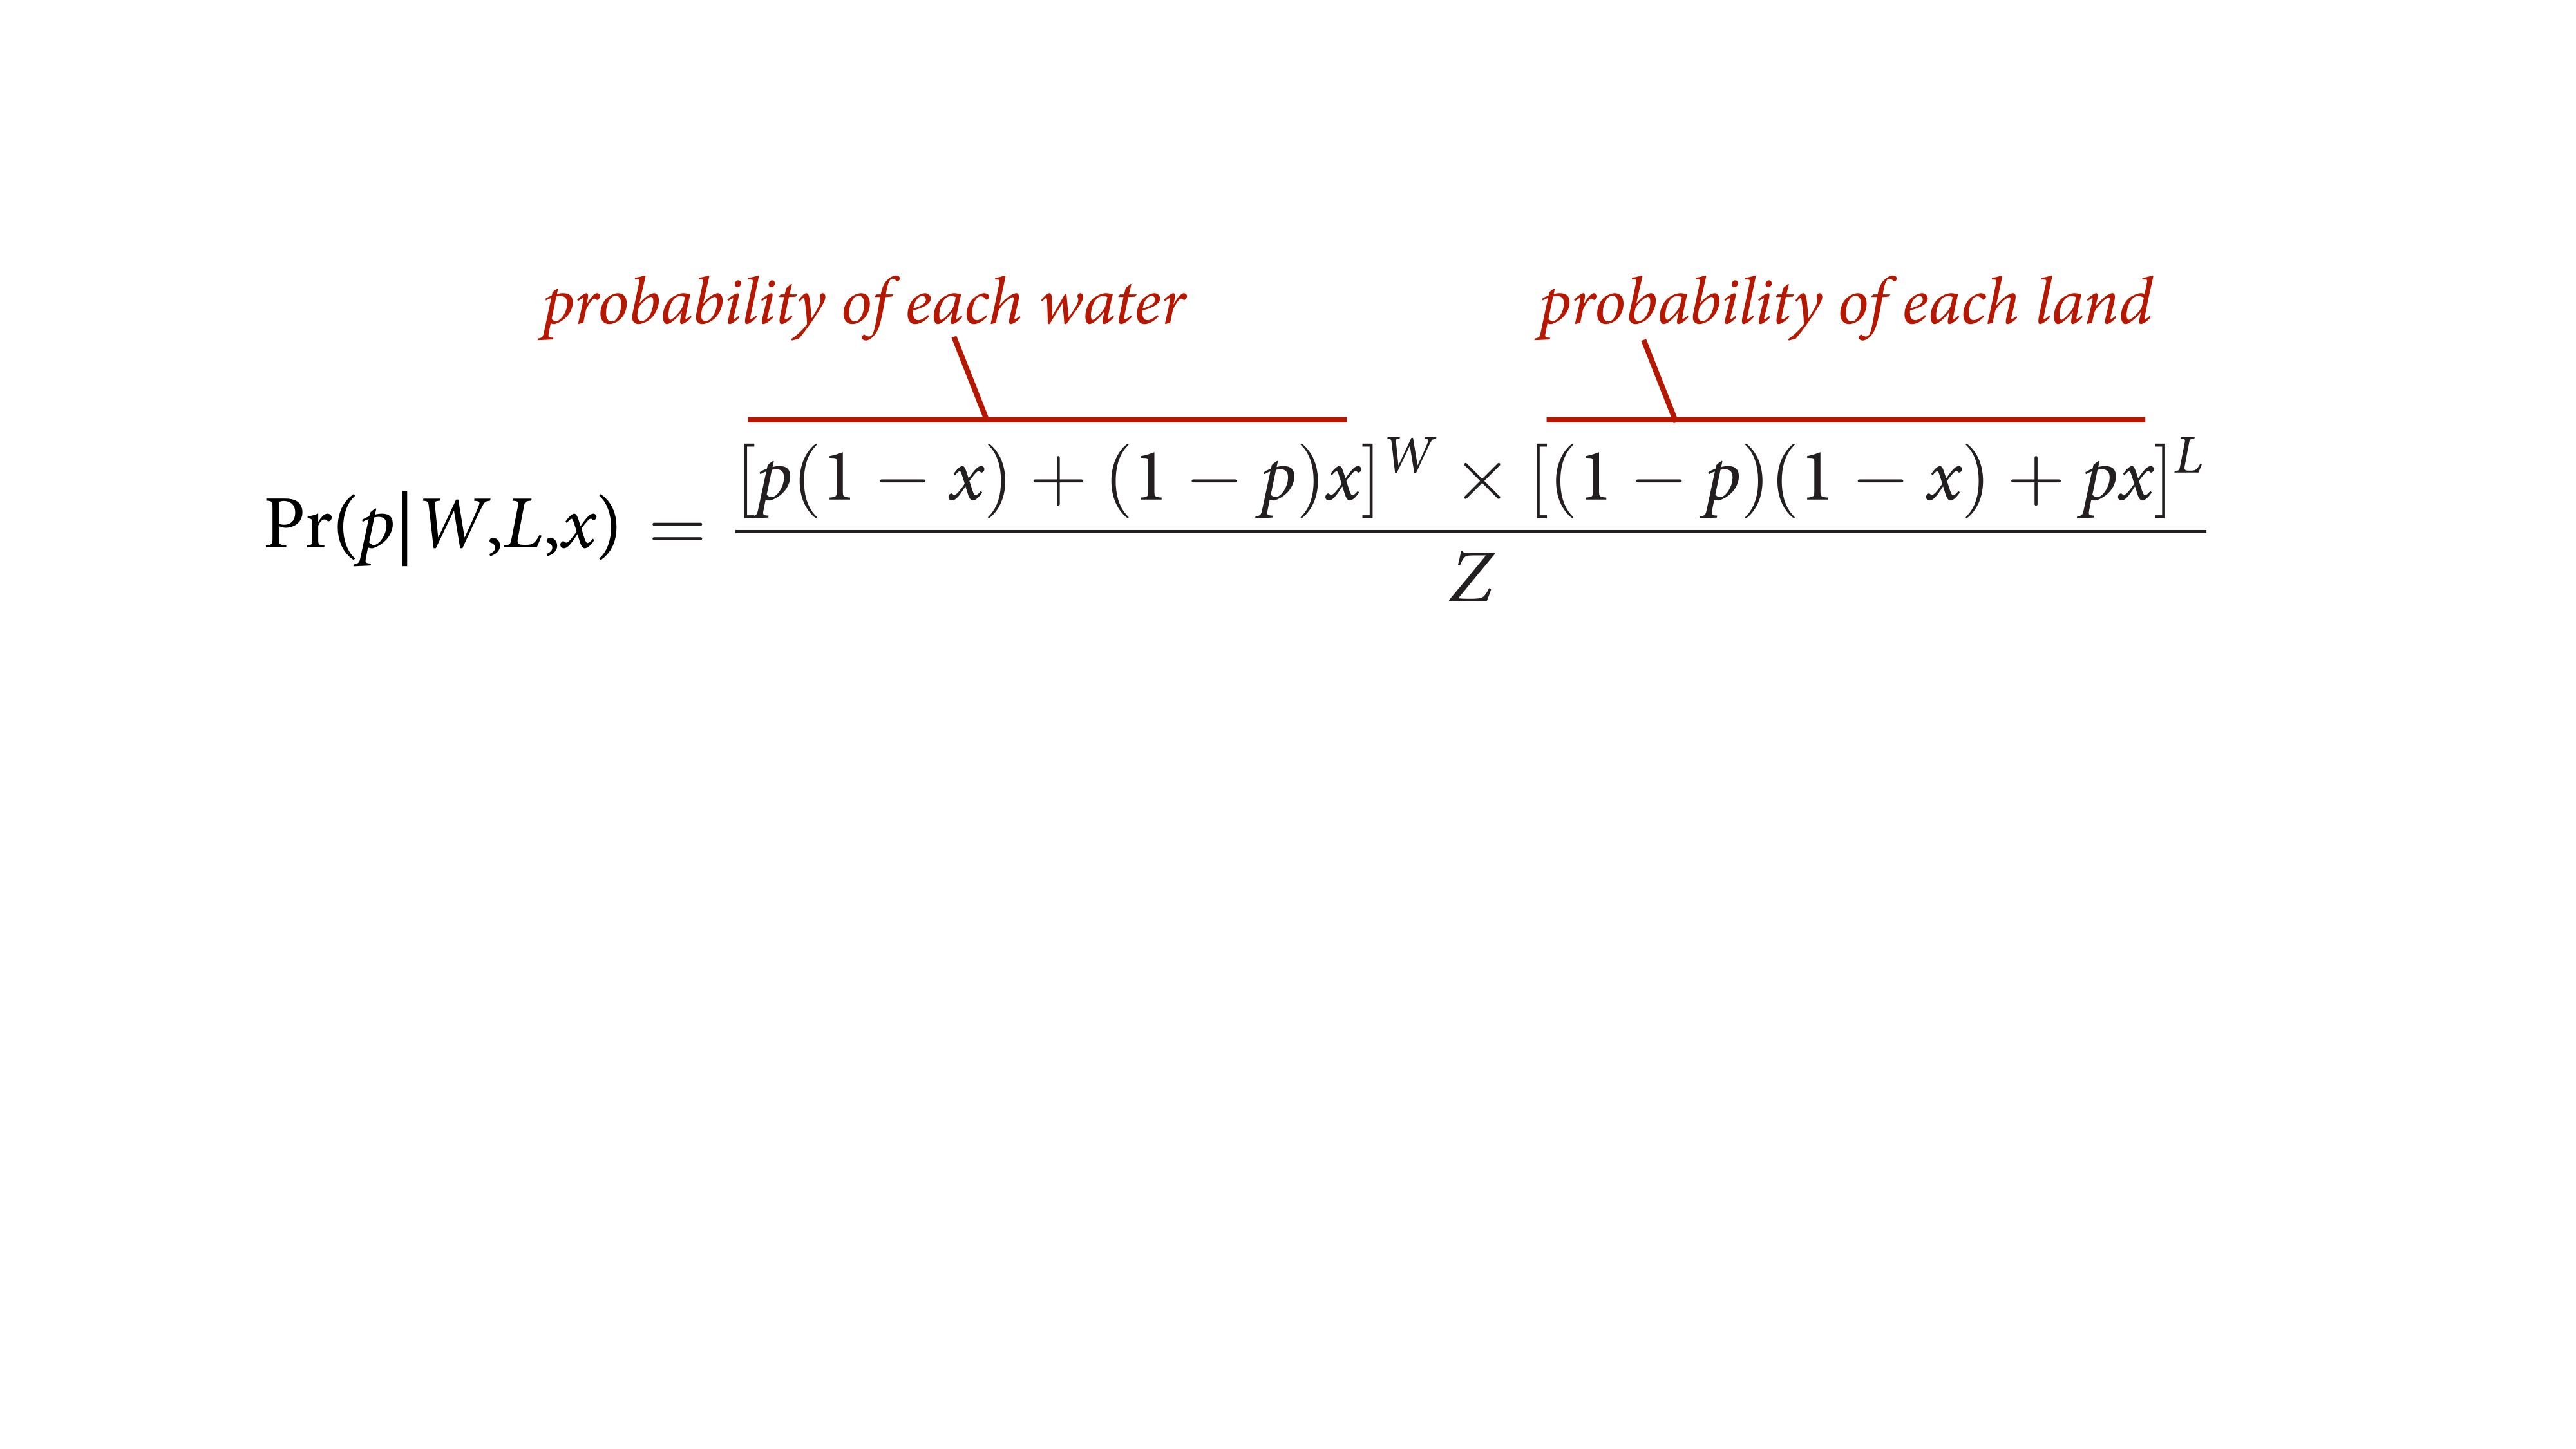 probability of each water
probability of each land
Pr(p|W,L,x) = [p(1 − x) + (1 − p)x]^W × [(1 − p)(1 − x) + px]^L
Z